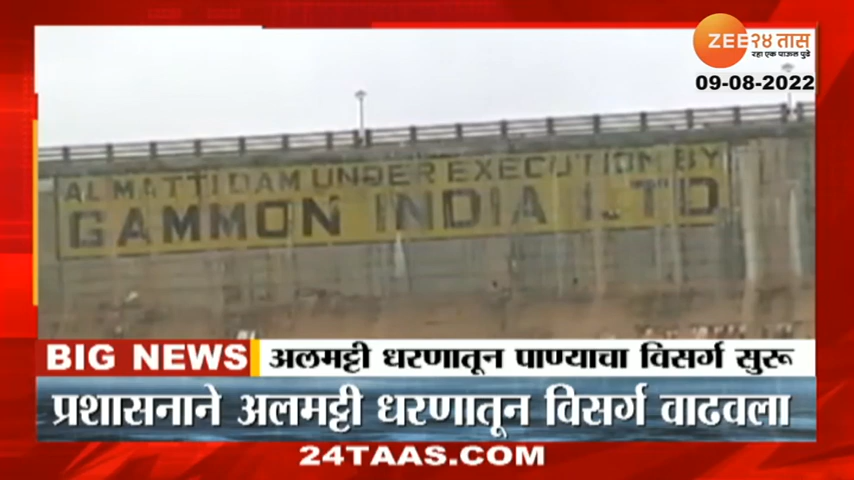 ZEE २४ तास
रहा एक पाऊल पुढे
09-08-2022
ALMATTI DAM UNDER EXECUTION BY
GAMMON INDIA LTD
BIG NEWS
अलमट्टी धरणातून पाण्याचा विसर्ग सुरू
प्रशासनाने अलमट्टी धरणातून विसर्ग वाढवला
24TAAS.COM